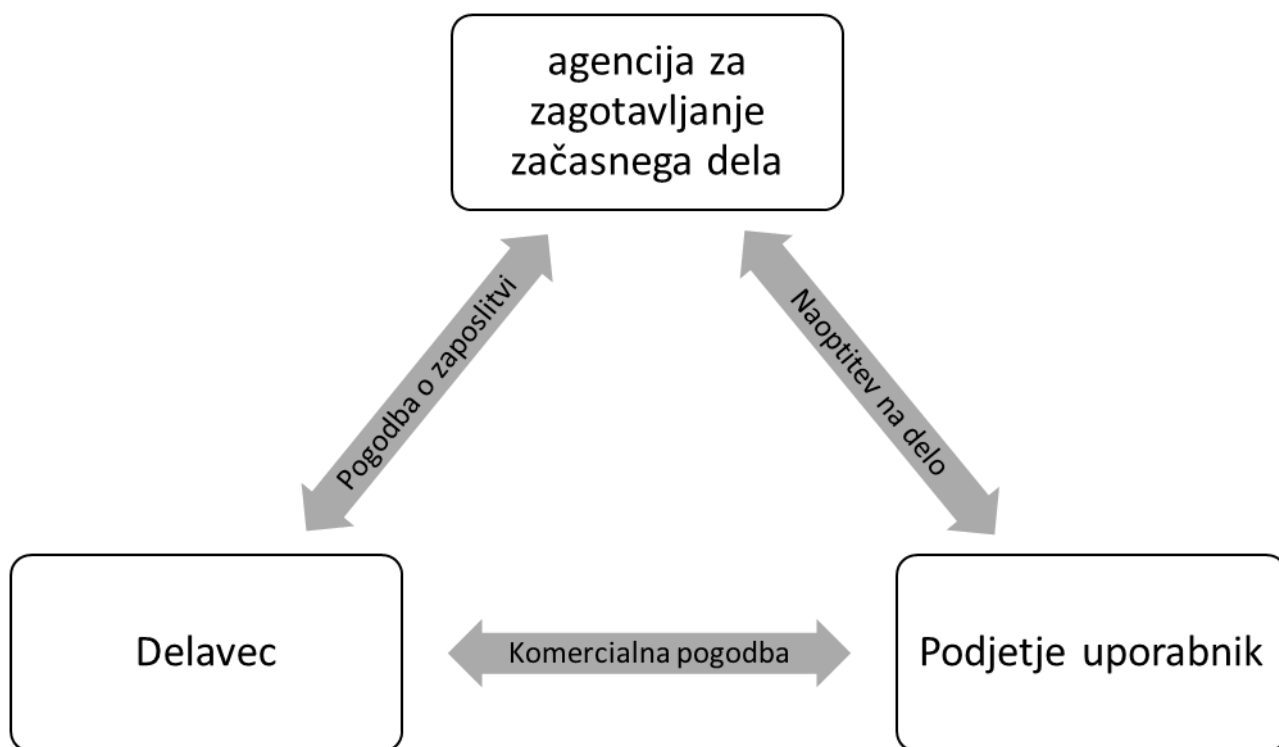 agencija za
zagotavljanje
začasnega dela
Pogodba o zaposlitvi
Naoptitev na delo
Delavec
Komercialna pogodba
Podjetje uporabnik